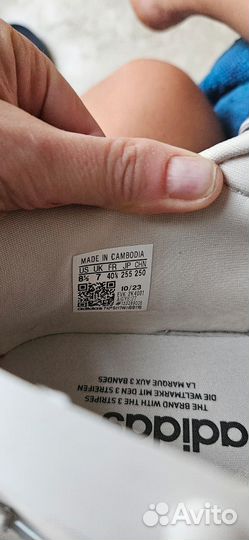 MADE IN CAMBODIA
US UK FR JP CHN
8½ 7 40⅔ 255 250
10/23
adidas
THE BRAND WITH THE 3 STRIPES
DIE WELTMARKE MIT DEN 3 STREIFEN
LA MARQUE AUX 3 BANDES
Avito